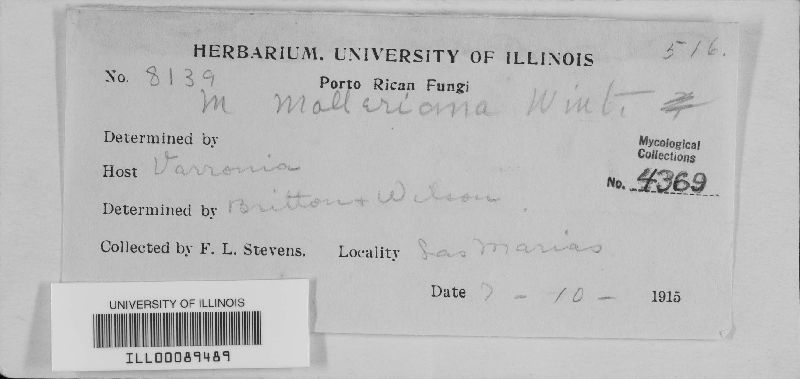 HERBARIUM, UNIVERSITY OF ILLINOIS
516.
No. 8139
Porto Rican Fungi
M Molleriana Wint.
Determined by
Mycological
Collections
No. 4369
Host Varronia
Determined by Britton & Wilson
Collected by F. L. Stevens. Locality Las Marias
Date 7 - 10 - 1915
UNIVERSITY OF ILLINOIS
ILL00089489